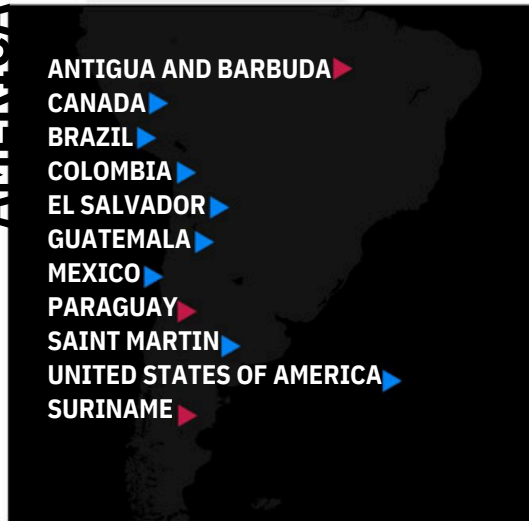 ANTIGUA AND BARBUDA
CANADA
BRAZIL
COLOMBIA
EL SALVADOR
GUATEMALA
MEXICO
PARAGUAY
SAINT MARTIN
UNITED STATES OF AMERICA
SURINAME